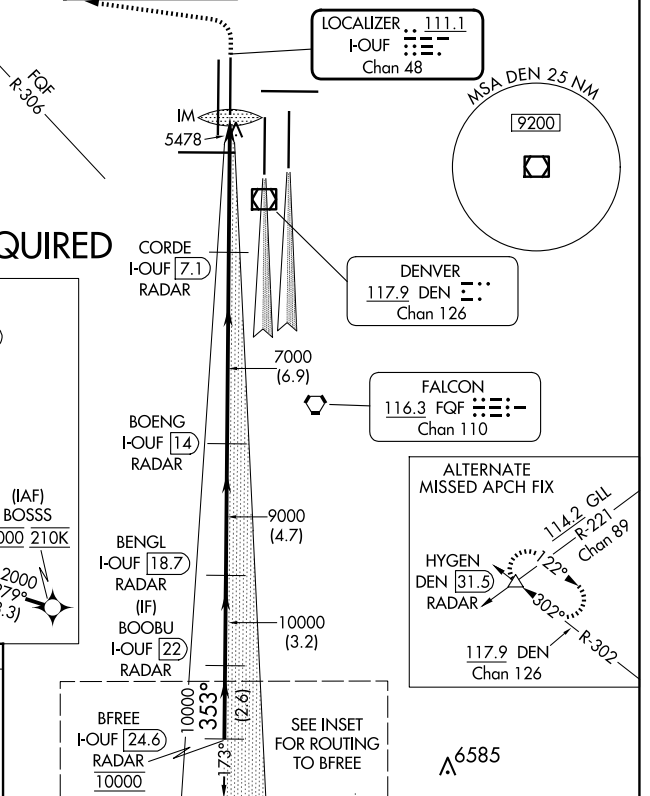 LOCALIZER 111.1
I-OUF
Chan 48
FQF
R-306
IM
5478
MSA DEN 25 NM
9200
QUIRED
CORDE
I-OUF 7.1
RADAR
DENVER
117.9 DEN
Chan 126
7000
(6.9)
FALCON
116.3 FQF
Chan 110
BOENG
I-OUF 14
RADAR
(IAF)
BOSSS
000 210K
2000
279°
.3)
9000
(4.7)
BENGL
I-OUF 18.7
RADAR
(IF)
BOOBU
I-OUF 22
RADAR
10000
(3.2)
ALTERNATE
MISSED APCH FIX
114.2 GLL
R-221
Chan 89
HYGEN
DEN 31.5
RADAR
122°
302°
R-302
117.9 DEN
Chan 126
BFREE
I-OUF 24.6
RADAR
10000
10000
353°
(2.6)
173°
SEE INSET
FOR ROUTING
TO BFREE
6585